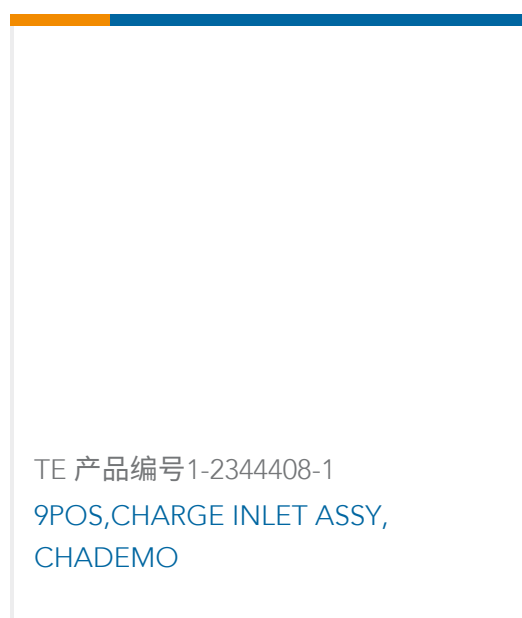 TE 产品编号1-2344408-1
9POS,CHARGE INLET ASSY,
CHADEMO